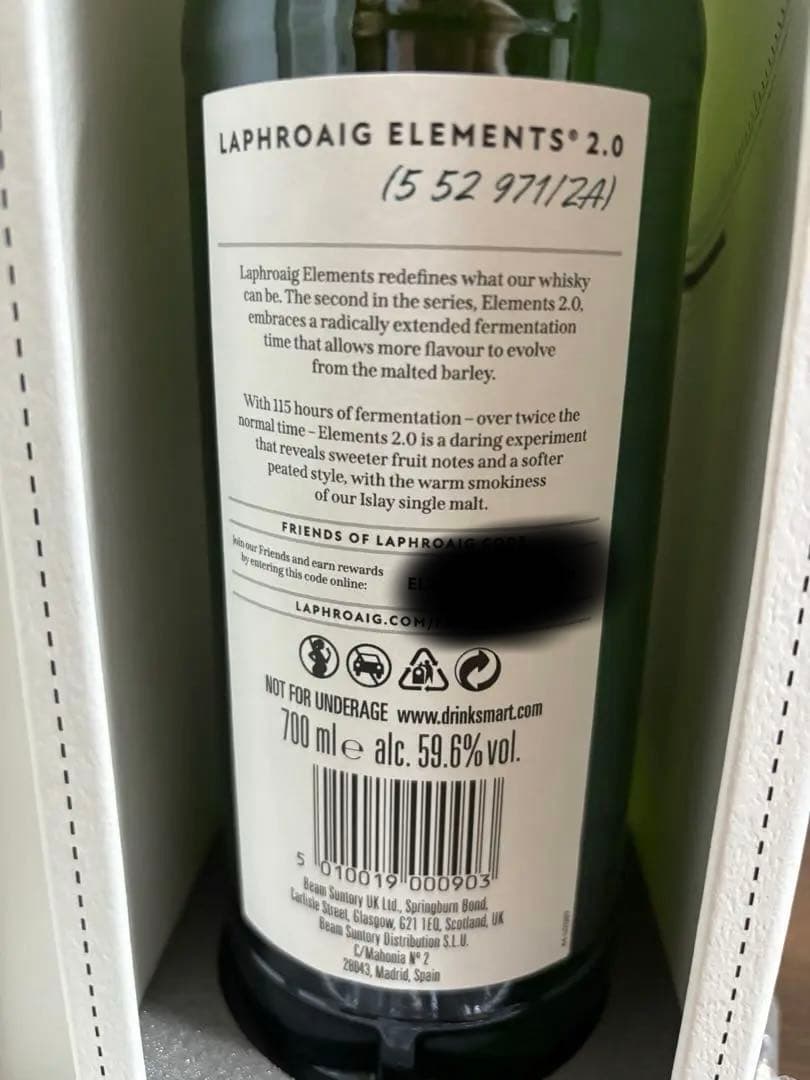 LAPHROAIG ELEMENTS® 2.0
(5 52 971/2A)
Laphroaig Elements redefines what our whisky
can be. The second in the series, Elements 2.0,
embraces a radically extended fermentation
time that allows more flavour to evolve
from the malted barley.
With 115 hours of fermentation – over twice the
normal time – Elements 2.0 is a daring experiment
that reveals sweeter fruit notes and a softer
peated style, with the warm smokiness
of our Islay single malt.
FRIENDS OF LAPHROAIG CODE
Join our Friends and earn rewards
by entering this code online:
LAPHROAIG.COM/
NOT FOR UNDERAGE www.drinksmart.com
700 ml e alc. 59.6% vol.
5 010019 000903
Beam Suntory UK Ltd., Springburn Bond,
Carlisle Street, Glasgow, G21 1EQ, Scotland, UK
Beam Suntory Distribution S.L.U.
C/Mahonia Nº 2
28043, Madrid, Spain